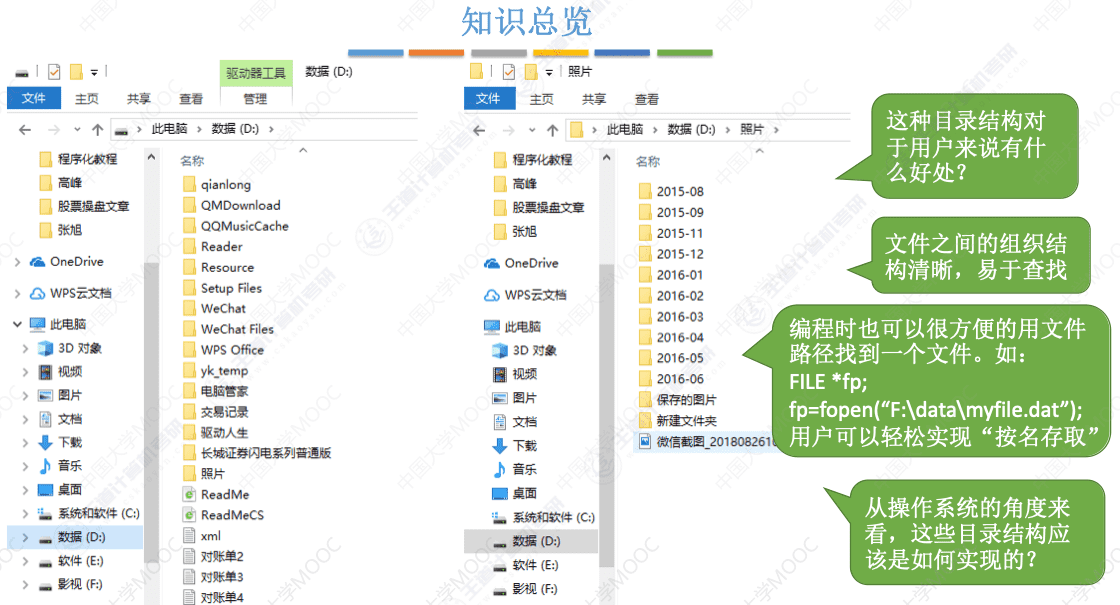 知识总览
驱动器工具
数据 (D:)
文件
主页
共享
查看
管理
此电脑
数据 (D:)
程序化教程
高峰
股票操盘文章
张旭
OneDrive
WPS云文档
此电脑
3D 对象
视频
图片
文档
下载
音乐
桌面
系统和软件 (C:)
数据 (D:)
软件 (E:)
影视 (F:)
名称
qianlong
QMDownload
QQMusicCache
Reader
Resource
Setup Files
WeChat
WeChat Files
WPS Office
yk_temp
电脑管家
交易记录
驱动人生
长城证券闪电系列普通版
照片
ReadMe
ReadMeCS
xml
对账单2
对账单3
对账单4
照片
文件
主页
共享
查看
此电脑
数据 (D:)
照片
程序化教程
高峰
股票操盘文章
张旭
OneDrive
WPS云文档
此电脑
3D 对象
视频
图片
文档
下载
音乐
桌面
系统和软件 (C:)
数据 (D:)
软件 (E:)
影视 (F:)
名称
2015-08
2015-09
2015-11
2015-12
2016-01
2016-02
2016-03
2016-04
2016-05
2016-06
保存的图片
新建文件夹
微信截图_2018082610
这种目录结构对
于用户来说有什
么好处？
文件之间的组织结
构清晰，易于查找
编程时也可以很方便的用文件
路径找到一个文件。如：
FILE *fp;
fp=fopen(“F:\data\myfile.dat”);
用户可以轻松实现“按名存取”
从操作系统的角度来
看，这些目录结构应
该是如何实现的？